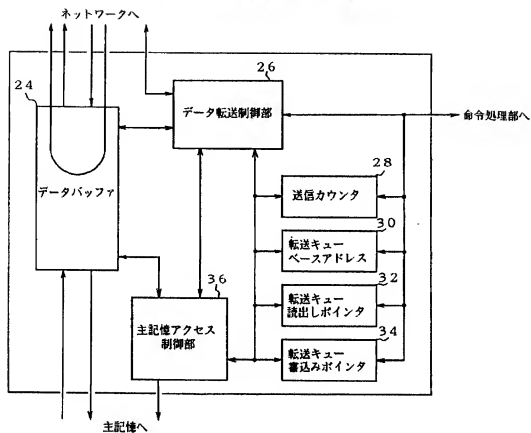 ネットワークへ
26
24
データ転送制御部
命令処理部へ
28
データバッファ
送信カウンタ
30
転送キュー
ベースアドレス
32
36
転送キュー
読出しポインタ
主記憶アクセス
制御部
34
転送キュー
書込みポインタ
主記憶へ